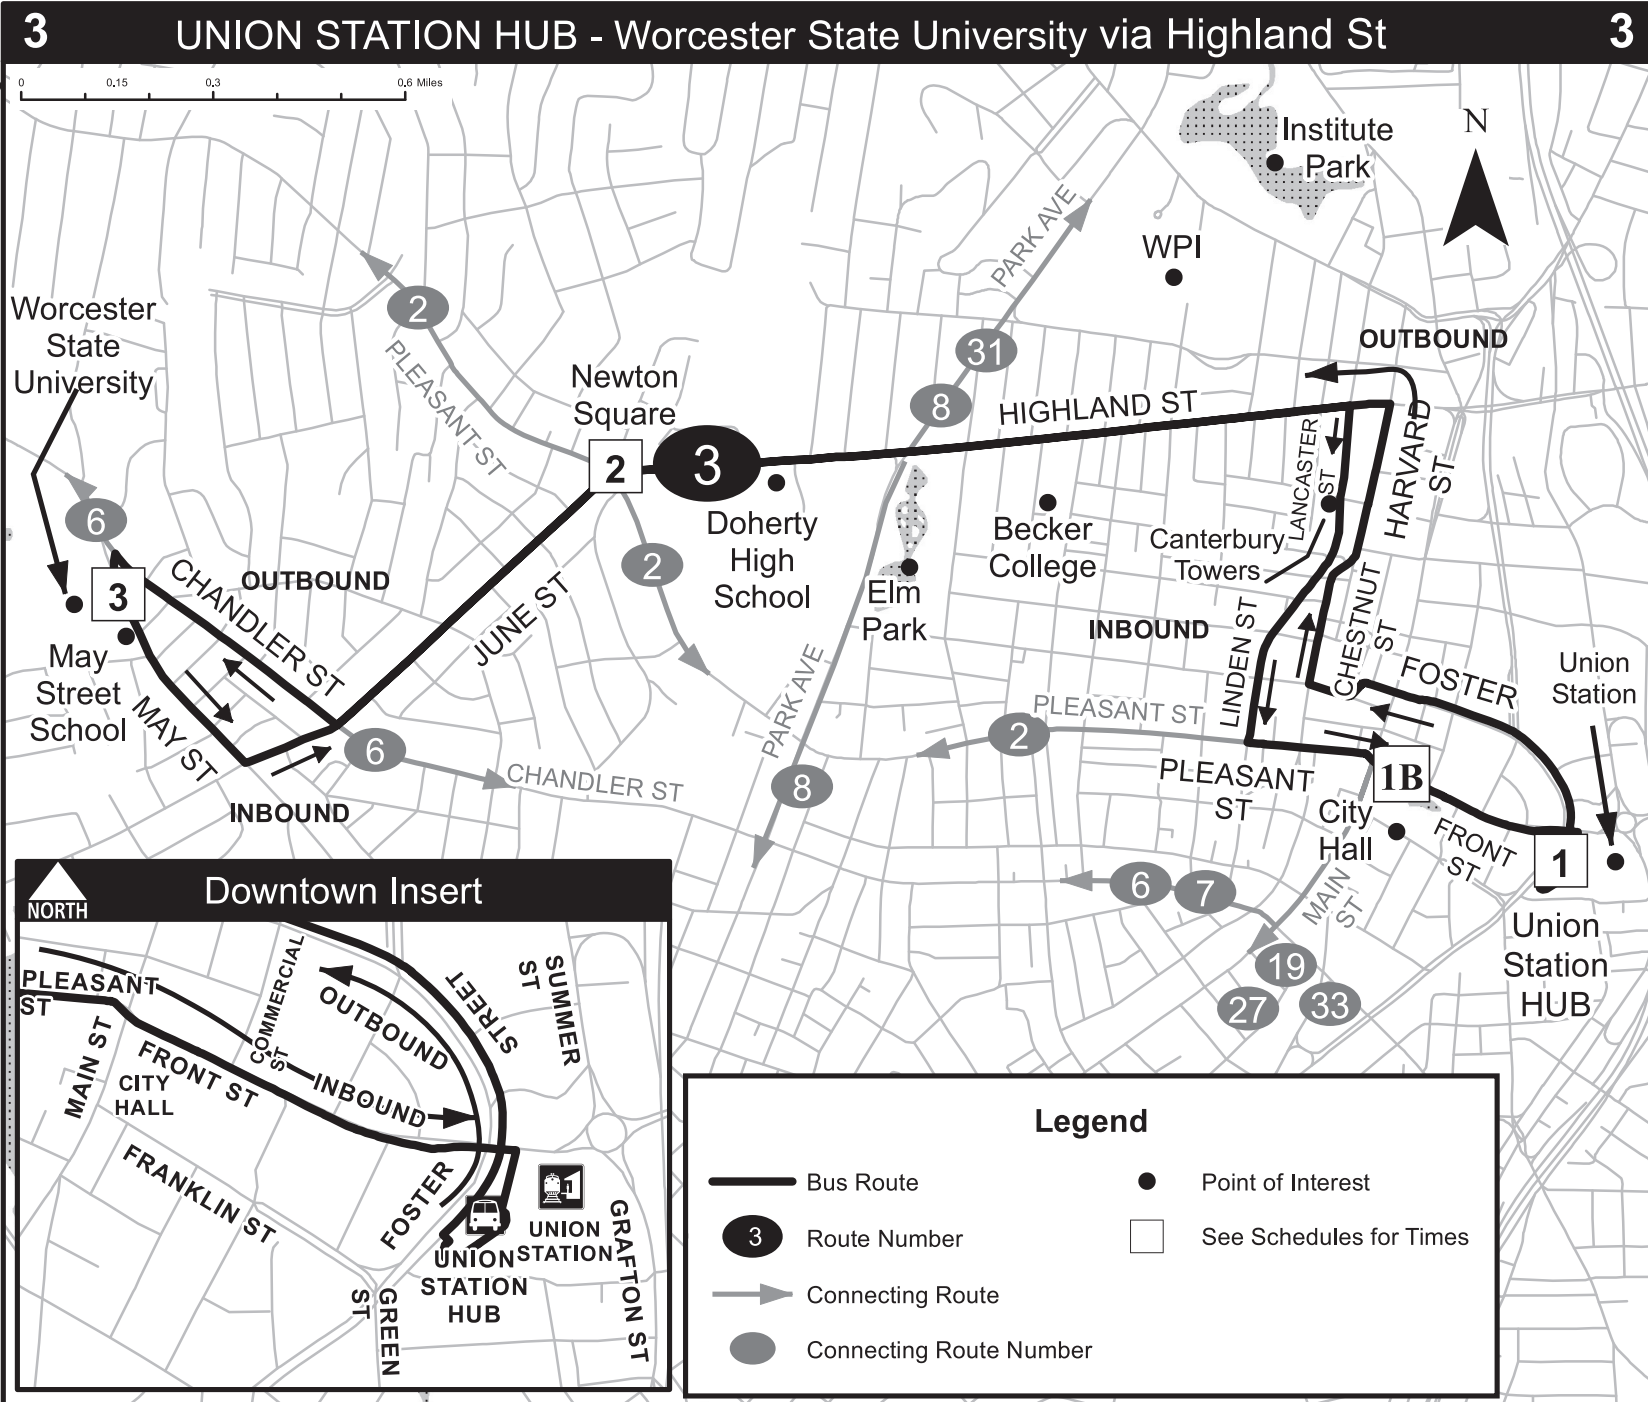 3 UNION STATION HUB - Worcester State University via Highland St 3
0 0.15 0.3 0.6 Miles
N
Institute
Park
PARK AVE
WPI
Worcester
State
University
2
PLEASANT ST
31
8
OUTBOUND
Newton
Square
HIGHLAND ST
2
3
LANCASTER
ST
HARVARD
ST
Doherty
High
School
Becker
College
Canterbury
Towers
6
CHANDLER ST
OUTBOUND
3
JUNE ST
2
Elm
Park
INBOUND
LINDEN ST
CHESTNUT
ST
FOSTER
Union
Station
May
Street
School
MAY ST
PARK AVE
PLEASANT ST
2
6
CHANDLER ST
8
PLEASANT
ST
1B
City
Hall
FRONT
ST
1
INBOUND
6
7
MAIN
ST
Union
Station
HUB
19
27
33
NORTH
Downtown Insert
PLEASANT
ST
COMMERCIAL
ST
OUTBOUND
STREET
SUMMER
ST
MAIN ST
FRONT ST
CITY
HALL
INBOUND
FRANKLIN ST
FOSTER
UNION
STATION
UNION
STATION
HUB
GRAFTON ST
GREEN
ST
Legend
Bus Route
Point of Interest
3
Route Number
See Schedules for Times
Connecting Route
Connecting Route Number